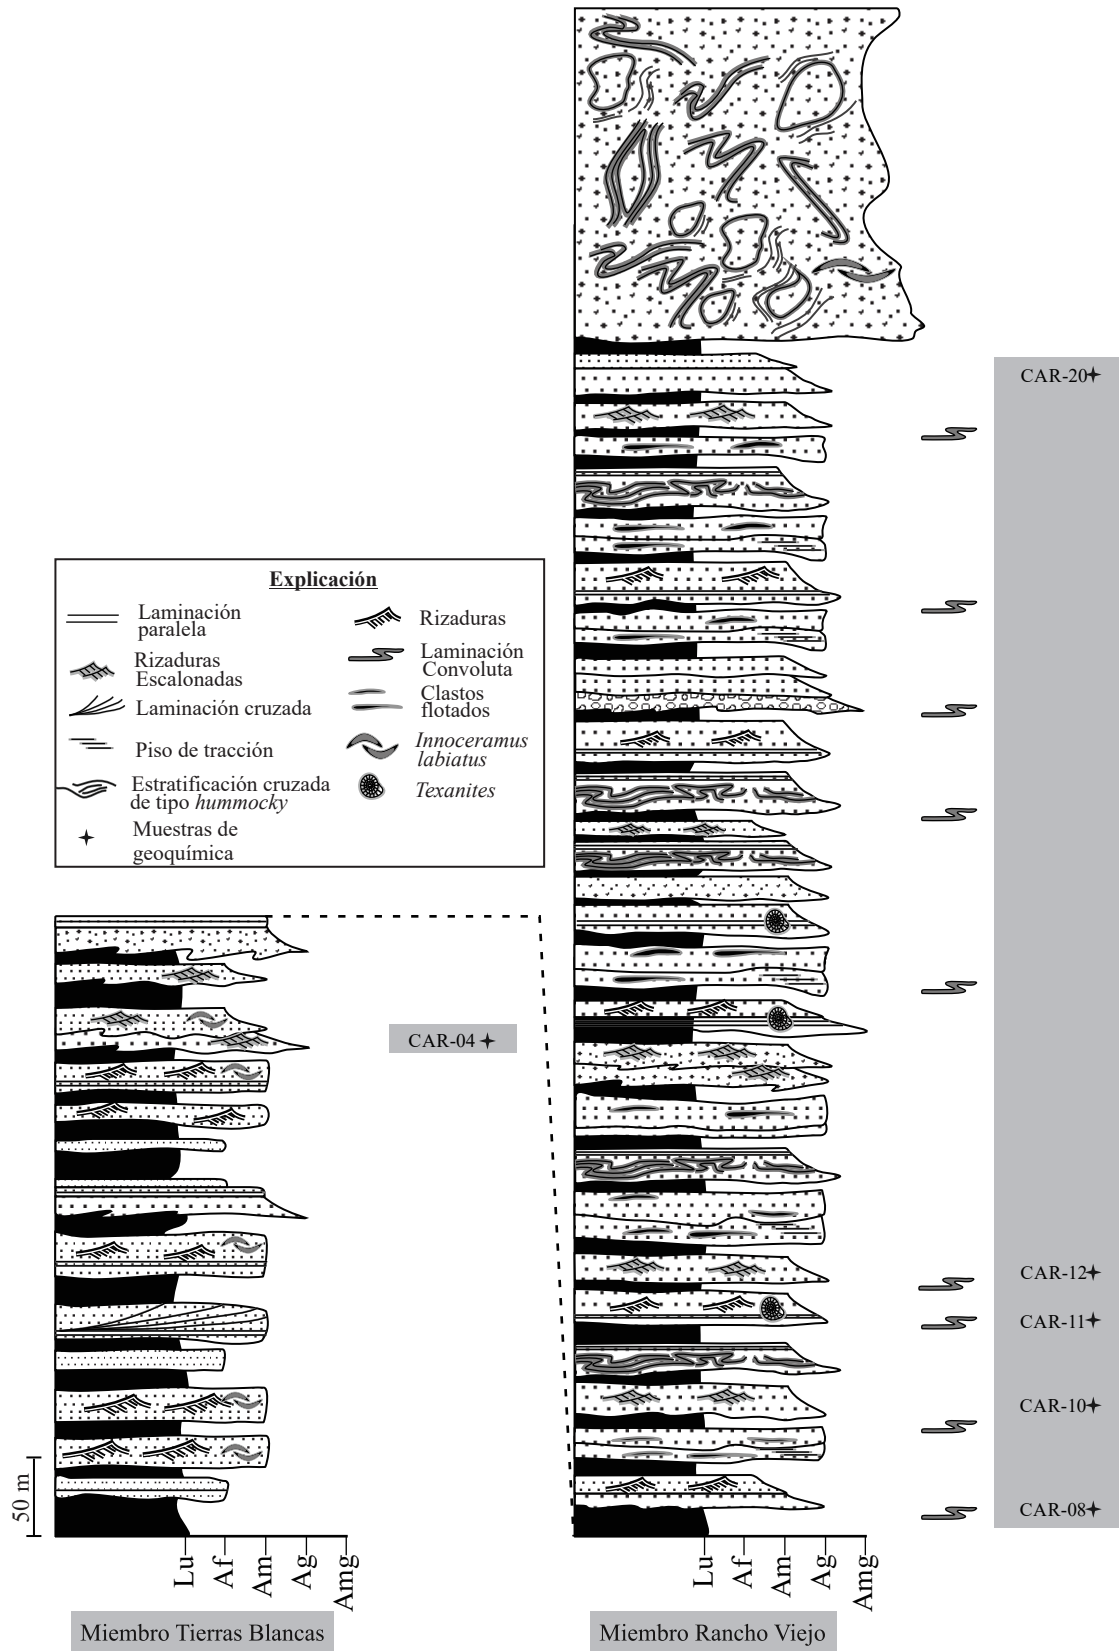 CAR-20
Explicación
Laminación
paralela
Rizaduras
Escalonadas
Laminación cruzada
Piso de tracción
Estratificación cruzada
de tipo hummocky
Muestras de
geoquímica
Rizaduras
Laminación
Convoluta
Clastos
flotados
Innoceramus
labiatus
Texanites
CAR-04
CAR-12
CAR-11
CAR-10
CAR-08
50 m
Lu
Af
Am
Ag
Amg
Lu
Af
Am
Ag
Amg
Miembro Tierras Blancas
Miembro Rancho Viejo